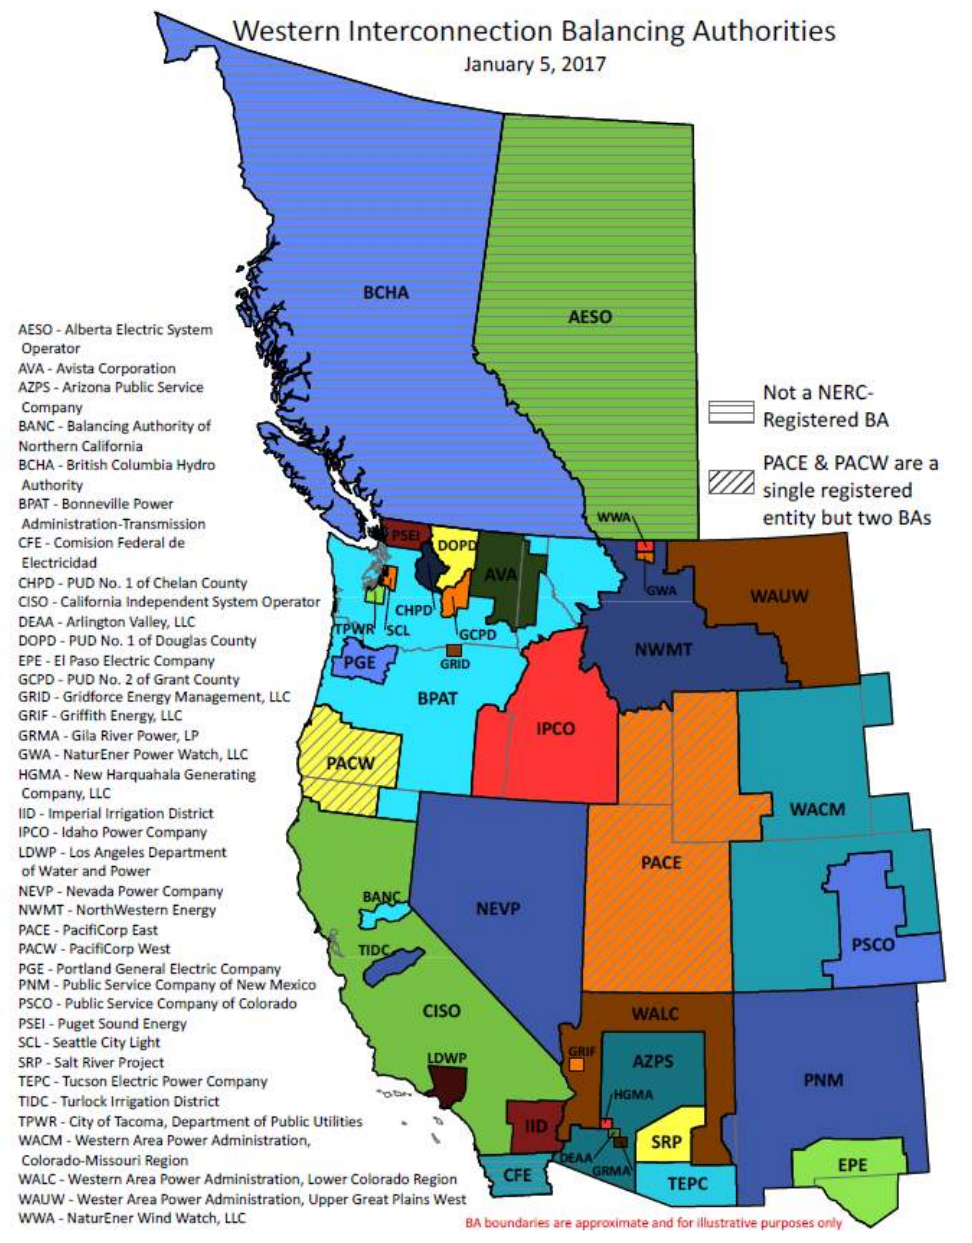 Western Interconnection Balancing Authorities
January 5, 2017
BCHA
AESO
AESO - Alberta Electric System
Operator
AVA - Avista Corporation
AZPS - Arizona Public Service
Company
BANC - Balancing Authority of
Northern California
BCHA - British Columbia Hydro
Authority
BPAT - Bonneville Power
Administration-Transmission
CFE - Comision Federal de
Electricidad
CHPD - PUD No. 1 of Chelan County
CISO - California Independent System Operator
DEAA - Arlington Valley, LLC
DOPD - PUD No. 1 of Douglas County
EPE - El Paso Electric Company
GCPD - PUD No. 2 of Grant County
GRID - Gridforce Energy Management, LLC
GRIF - Griffith Energy, LLC
GRMA - Gila River Power, LP
GWA - NaturEner Power Watch, LLC
HGMA - New Harquahala Generating
Company, LLC
IID - Imperial Irrigation District
IPCO - Idaho Power Company
LDWP - Los Angeles Department
of Water and Power
NEVP - Nevada Power Company
NWMT - NorthWestern Energy
PACE - PacifiCorp East
PACW - PacifiCorp West
PGE - Portland General Electric Company
PNM - Public Service Company of New Mexico
PSCO - Public Service Company of Colorado
PSEI - Puget Sound Energy
SCL - Seattle City Light
SRP - Salt River Project
TEPC - Tucson Electric Power Company
TIDC - Turlock Irrigation District
TPWR - City of Tacoma, Department of Public Utilities
WACM - Western Area Power Administration,
Colorado-Missouri Region
WALC - Western Area Power Administration, Lower Colorado Region
WAUW - Wester Area Power Administration, Upper Great Plains West
WWA - NaturEner Wind Watch, LLC
Not a NERC-
Registered BA
PACE & PACW are a
single registered
entity but two BAs
WWA
PSEI
DOPD
AVA
GWA
WAUW
CHPD
TPWR
SCL
GCPD
NWMT
PGE
GRID
BPAT
IPCO
PACW
WACM
PACE
BANC
NEVP
TIDC
PSCO
CISO
WALC
LDWP
GRIF
AZPS
PNM
HGMA
IID
SRP
DEAA
GRMA
EPE
CFE
TEPC
BA boundaries are approximate and for illustrative purposes only